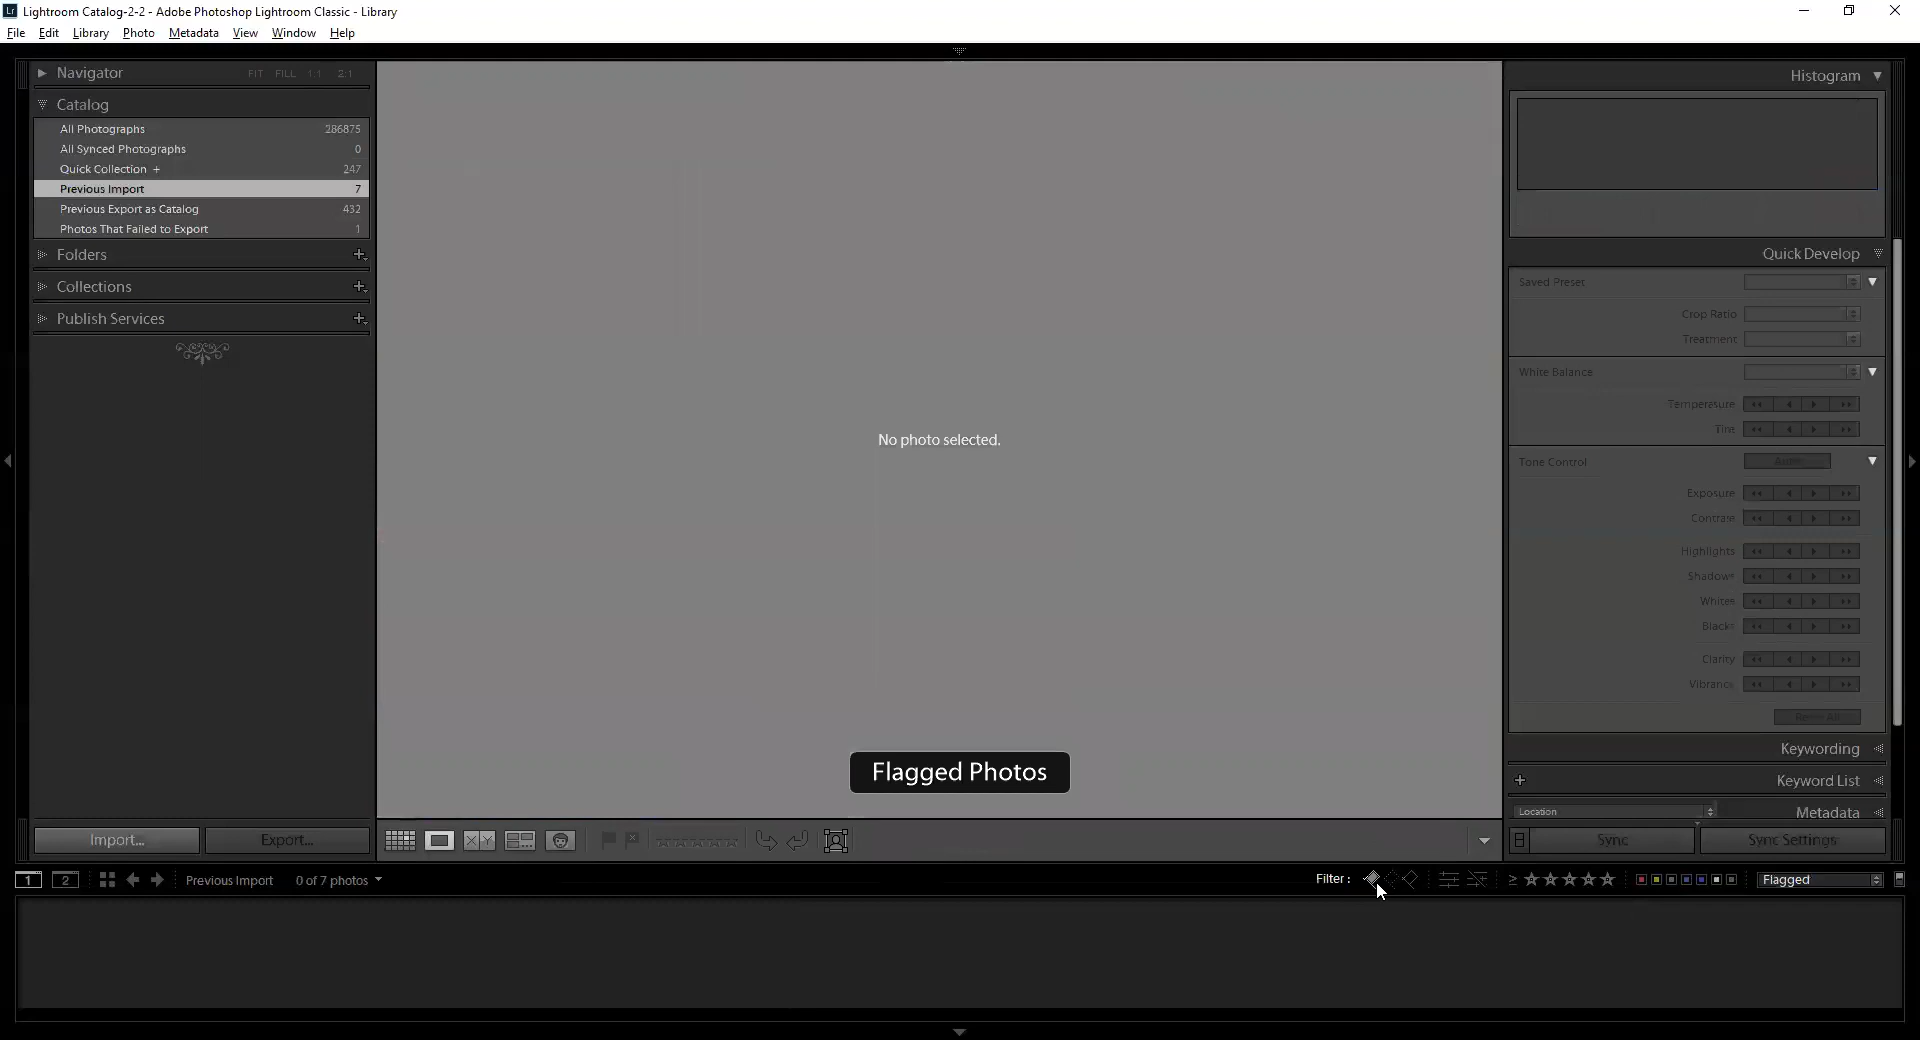 Lightroom Catalog-2-2 - Adobe Photoshop Lightroom Classic - Library
File Edit Library Photo Metadata View Window Help
Navigator FIT FILL 1:1 2:1
Catalog
All Photographs 286875
All Synced Photographs 0
Quick Collection + 247
Previous Import 7
Previous Export as Catalog 432
Photos That Failed to Export 1
Folders
Collections
Publish Services
Import...
Export...
No photo selected.
Flagged Photos
X Y
Histogram
Quick Develop
Saved Preset
Crop Ratio
Treatment
White Balance
Temperature
Tint
Tone Control Auto
Exposure
Contrast
Highlights
Shadows
Whites
Blacks
Clarity
Vibrance
Reset All
Keywording
Keyword List
Location Metadata
Sync Sync Settings
1 2 Previous Import 0 of 7 photos Filter : ≥ Flagged